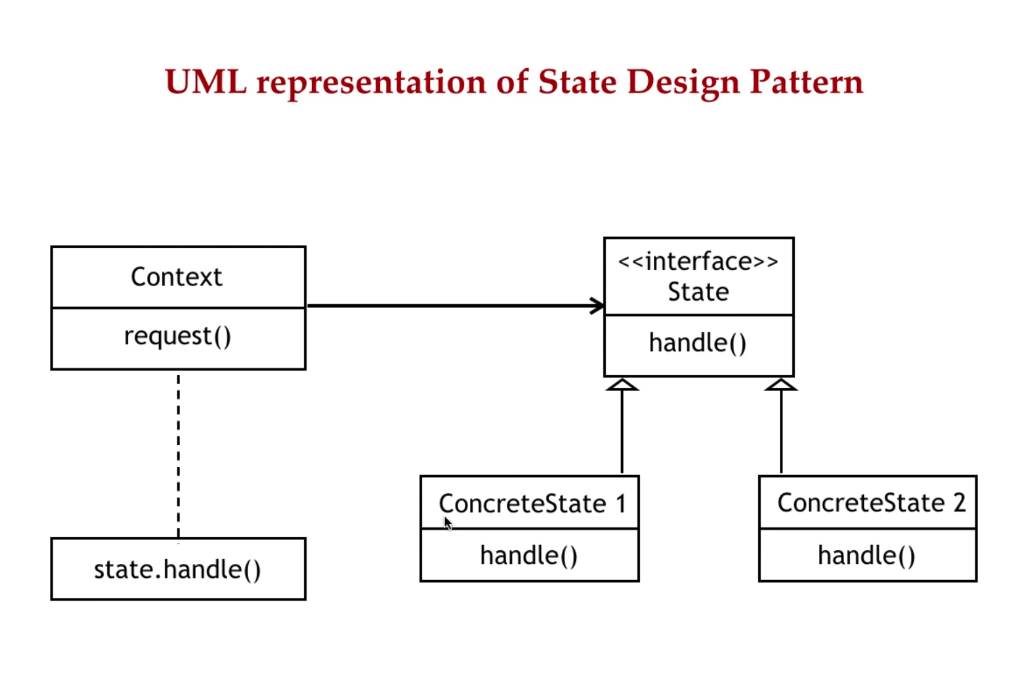 UML representation of State Design Pattern
Context
request()
<<interface>>
State
handle()
state.handle()
ConcreteState 1
handle()
ConcreteState 2
handle()